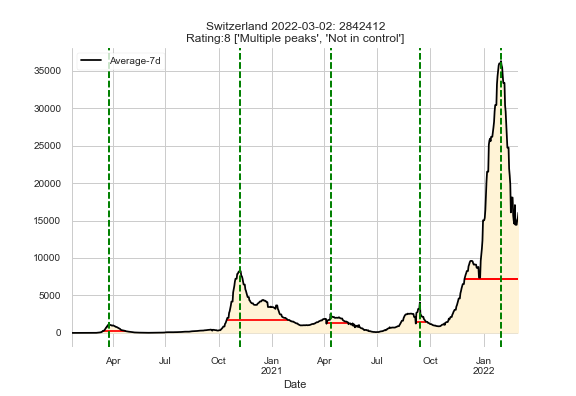 Switzerland 2022-03-02: 2842412
Rating:8 ['Multiple peaks', 'Not in control']
Average-7d
35000
30000
25000
20000
15000
10000
5000
0
Apr Jul Oct Jan Apr Jul Oct Jan
2021 2022
Date